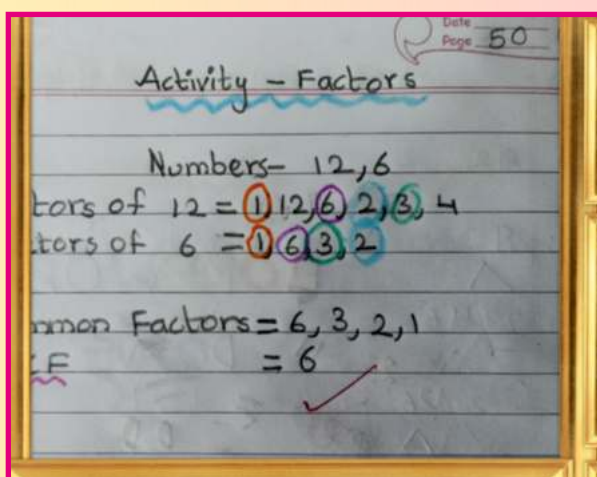 Date
Page 50
Activity - Factors
Numbers- 12,6
tors of 12 = 1, 12, 6, 2, 3, 4
tors of 6 = 1, 6, 3, 2
mmon Factors = 6, 3, 2, 1
CF = 6